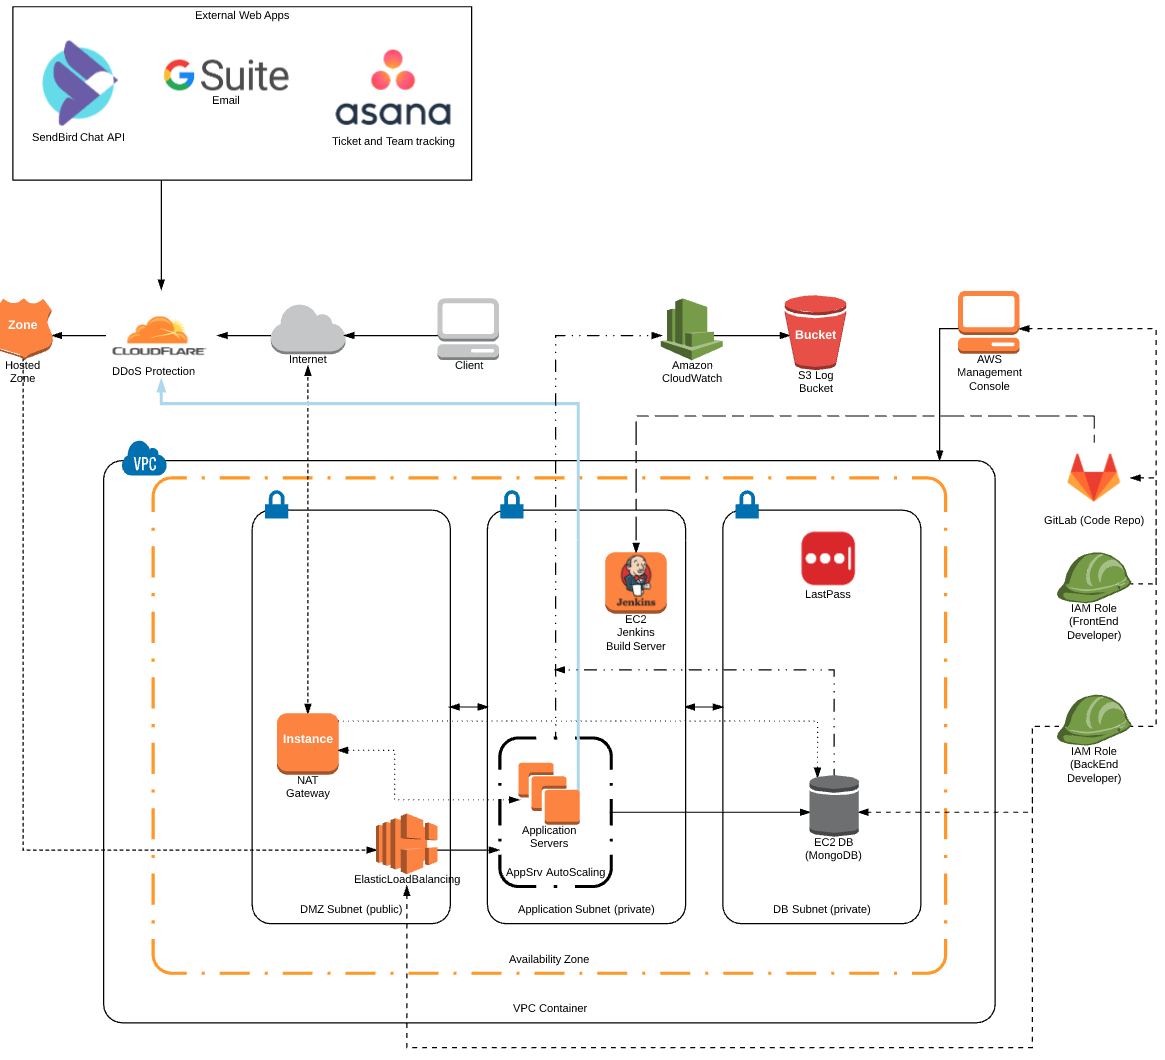 External Web Apps
G Suite
Email
asana
SendBird Chat API
Ticket and Team tracking
Zone
Hosted
Zone
CLOUDFLARE
DDoS Protection
Internet
Client
Amazon
CloudWatch
Bucket
S3 Log
Bucket
AWS
Management
Console
VPC
GitLab (Code Repo)
Jenkins
EC2
Jenkins
Build Server
LastPass
IAM Role
(FrontEnd
Developer)
Instance
NAT
Gateway
IAM Role
(BackEnd
Developer)
Application
Servers
EC2 DB
(MongoDB)
AppSrv AutoScaling
ElasticLoadBalancing
DMZ Subnet (public)
Application Subnet (private)
DB Subnet (private)
Availability Zone
VPC Container